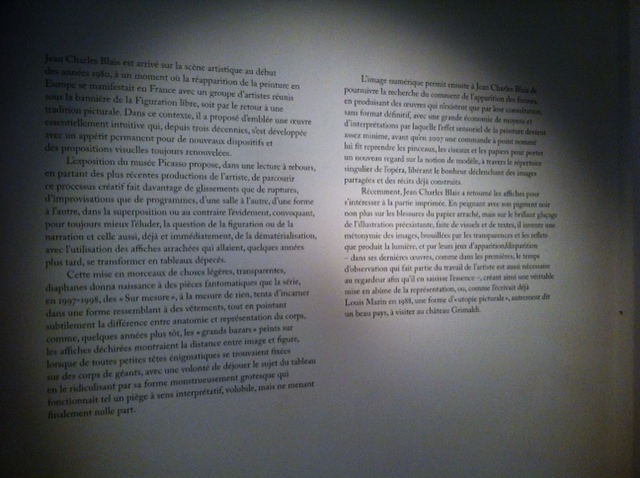 Jean Charles Blais est arrivé sur la scène artistique au début
des années 1980, à un moment où la réapparition de la peinture en
Europe se manifestait en France avec un groupe d'artistes réunis
sous la bannière de la Figuration libre, soit par le retour à une
tradition picturale. Dans ce contexte, il a proposé d'emblée une œuvre
essentiellement intuitive qui, depuis trois décennies, s'est développée
avec un appétit permanent pour de nouveaux dispositifs et
des propositions visuelles toujours renouvelées.
L'exposition du musée Picasso propose, dans une lecture à rebours,
en partant des plus récentes productions de l'artiste, de parcourir
ce processus créatif fait davantage de glissements que de ruptures,
d'improvisations que de programmes, d'une salle à l'autre, d'une forme
à l'autre, dans la superposition ou au contraire l'évidement, convoquant,
pour toujours mieux l'éluder, la question de la figuration ou de la
narration et celle aussi, déjà et immédiatement, de la dématérialisation,
avec l'utilisation des affiches arrachées qui allaient, quelques années
plus tard, se transformer en tableaux dépecés.
Cette mise en morceaux de choses légères, transparentes,
diaphanes donna naissance à des pièces fantomatiques que la série,
en 1997-1998, des « Sur mesure », à la mesure de rien, tenta d'incarner
dans une forme ressemblant à des vêtements, tout en pointant
subtilement la différence entre anatomie et représentation du corps,
comme, quelques années plus tôt, les « grands bazars » peints sur
les affiches déchirées montraient la distance entre image et figure,
lorsque de toutes petites têtes énigmatiques se trouvaient fixées
sur des corps de géants, avec une volonté de déjouer le sujet du tableau
en le ridiculisant par sa forme monstrueusement grotesque qui
fonctionnait tel un piège à sens interprétatif, volubile, mais ne menant
finalement nulle part.
L'image numérique permit ensuite à Jean Charles Blais de
poursuivre la recherche du comment de l'apparition des formes,
en produisant des œuvres qui n'existent que par leur consultation,
sans format définitif, avec une grande économie de moyens et
d'interprétations par laquelle l'effet sensoriel de la peinture devient
assez minime, avant qu'en 2007 une commande à point nommé
lui fît reprendre les pinceaux, les ciseaux et les papiers pour porter
un nouveau regard sur la notion de modèle, à travers le répertoire
singulier de l'opéra, libérant le bonheur déclenchant des images
partagées et des récits déjà construits.
Récemment, Jean Charles Blais a retourné les affiches pour
s'intéresser à la partie imprimée. En peignant avec son pigment noir
non plus sur les blessures du papier arraché, mais sur le brillant glaçage
de l'illustration préexistante, faite de visuels et de textes, il invente une
métonymie des images, brouillées par les transparences et les reflets
que produit la lumière, et par leurs jeux d'apparition/disparition
– dans ses dernières œuvres, comme dans les premières, le temps
d'observation qui fait partie du travail de l'artiste est aussi nécessaire
au regardeur afin qu'il en saisisse l'essence –, créant ainsi une véritable
mise en abîme de la représentation, ou, comme l'écrivait déjà
Louis Marin en 1988, une forme d'« utopie picturale », autrement dit
un beau pays, à visiter au château Grimaldi.